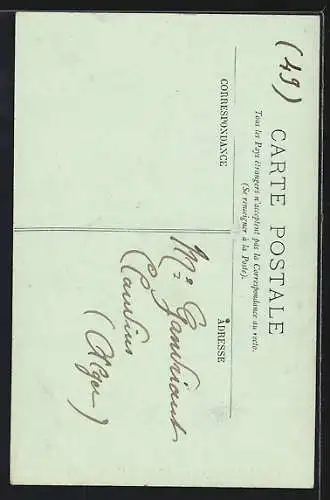 (49)
CARTE POSTALE
Tous les Pays étrangers n'acceptent pas la Correspondance au recto.
(Se renseigner à la Poste).
CORRESPONDANCE
ADRESSE
(Alger)